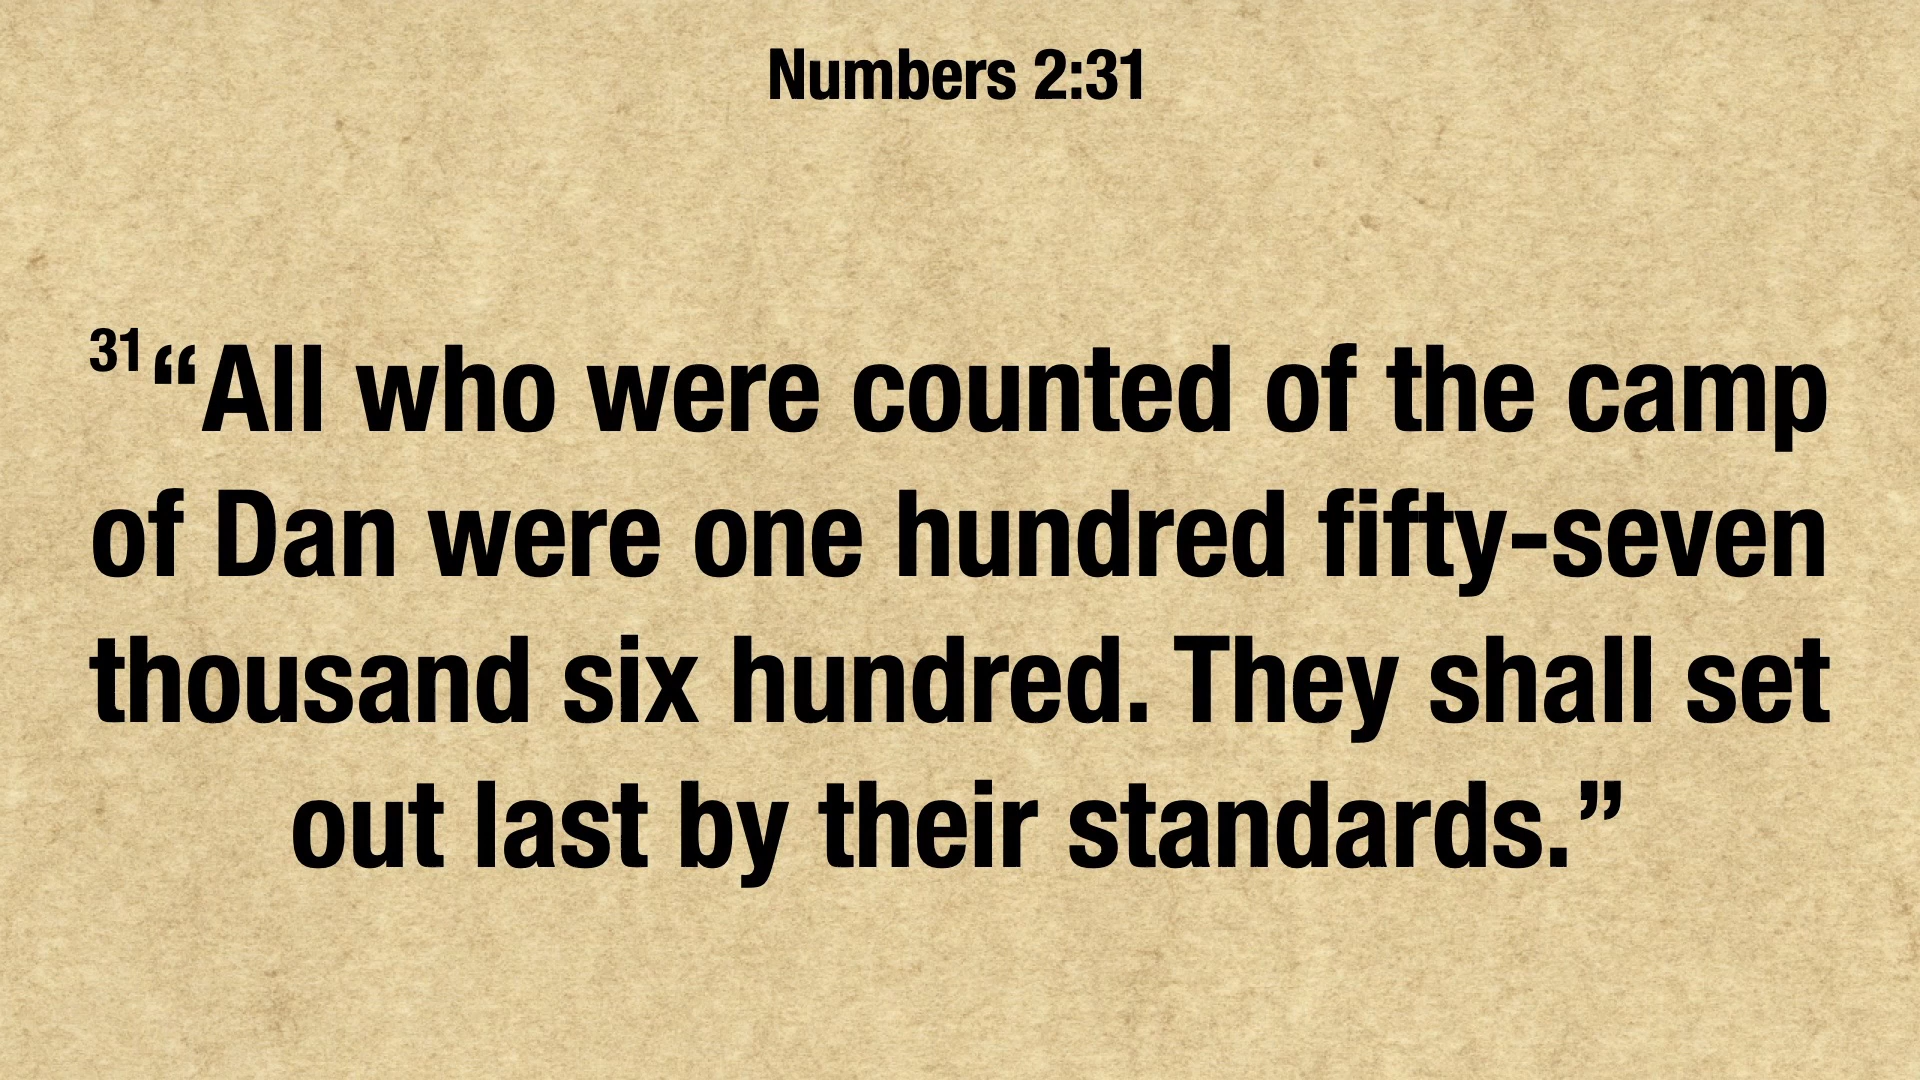 Numbers 2:31
31“All who were counted of the camp
of Dan were one hundred fifty-seven
thousand six hundred. They shall set
out last by their standards.”